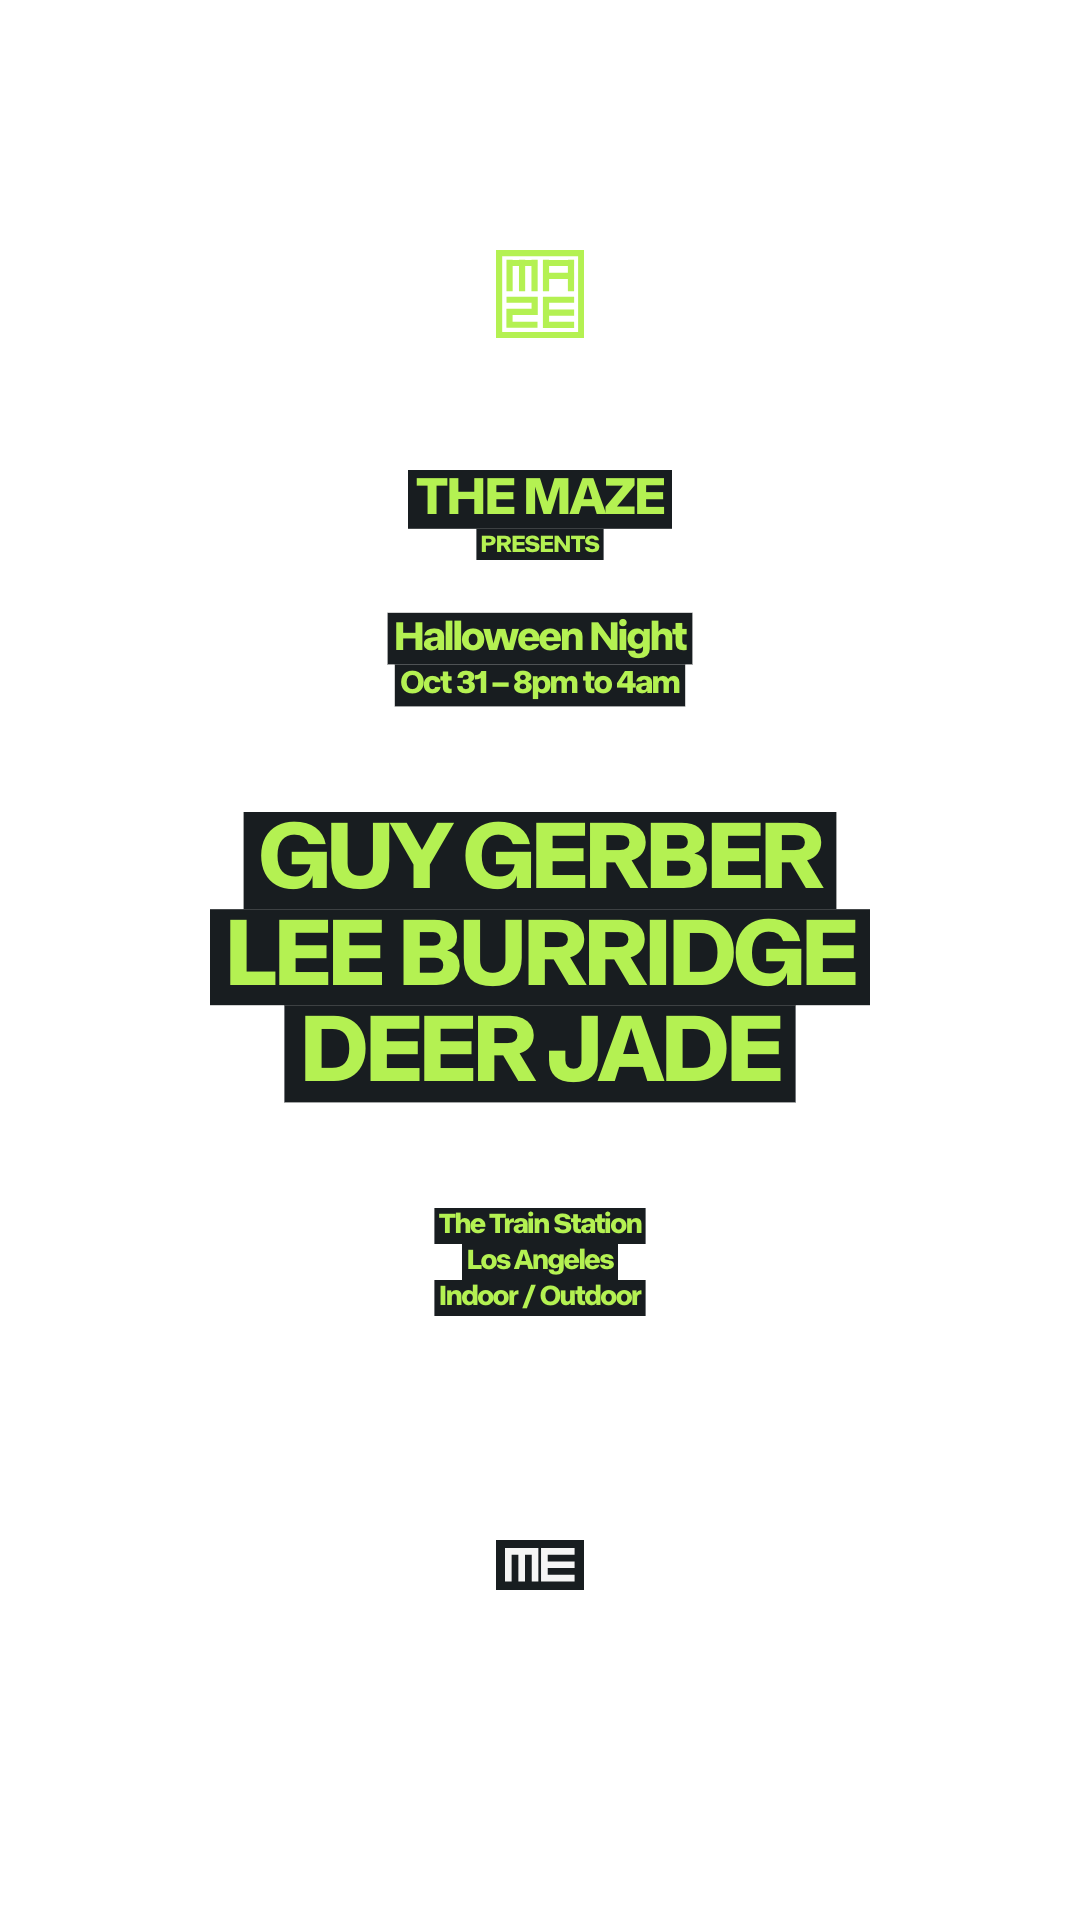 MA
ZE
THE MAZE
PRESENTS
Halloween Night
Oct 31 – 8pm to 4am
GUY GERBER
LEE BURRIDGE
DEER JADE
The Train Station
Los Angeles
Indoor / Outdoor
ME